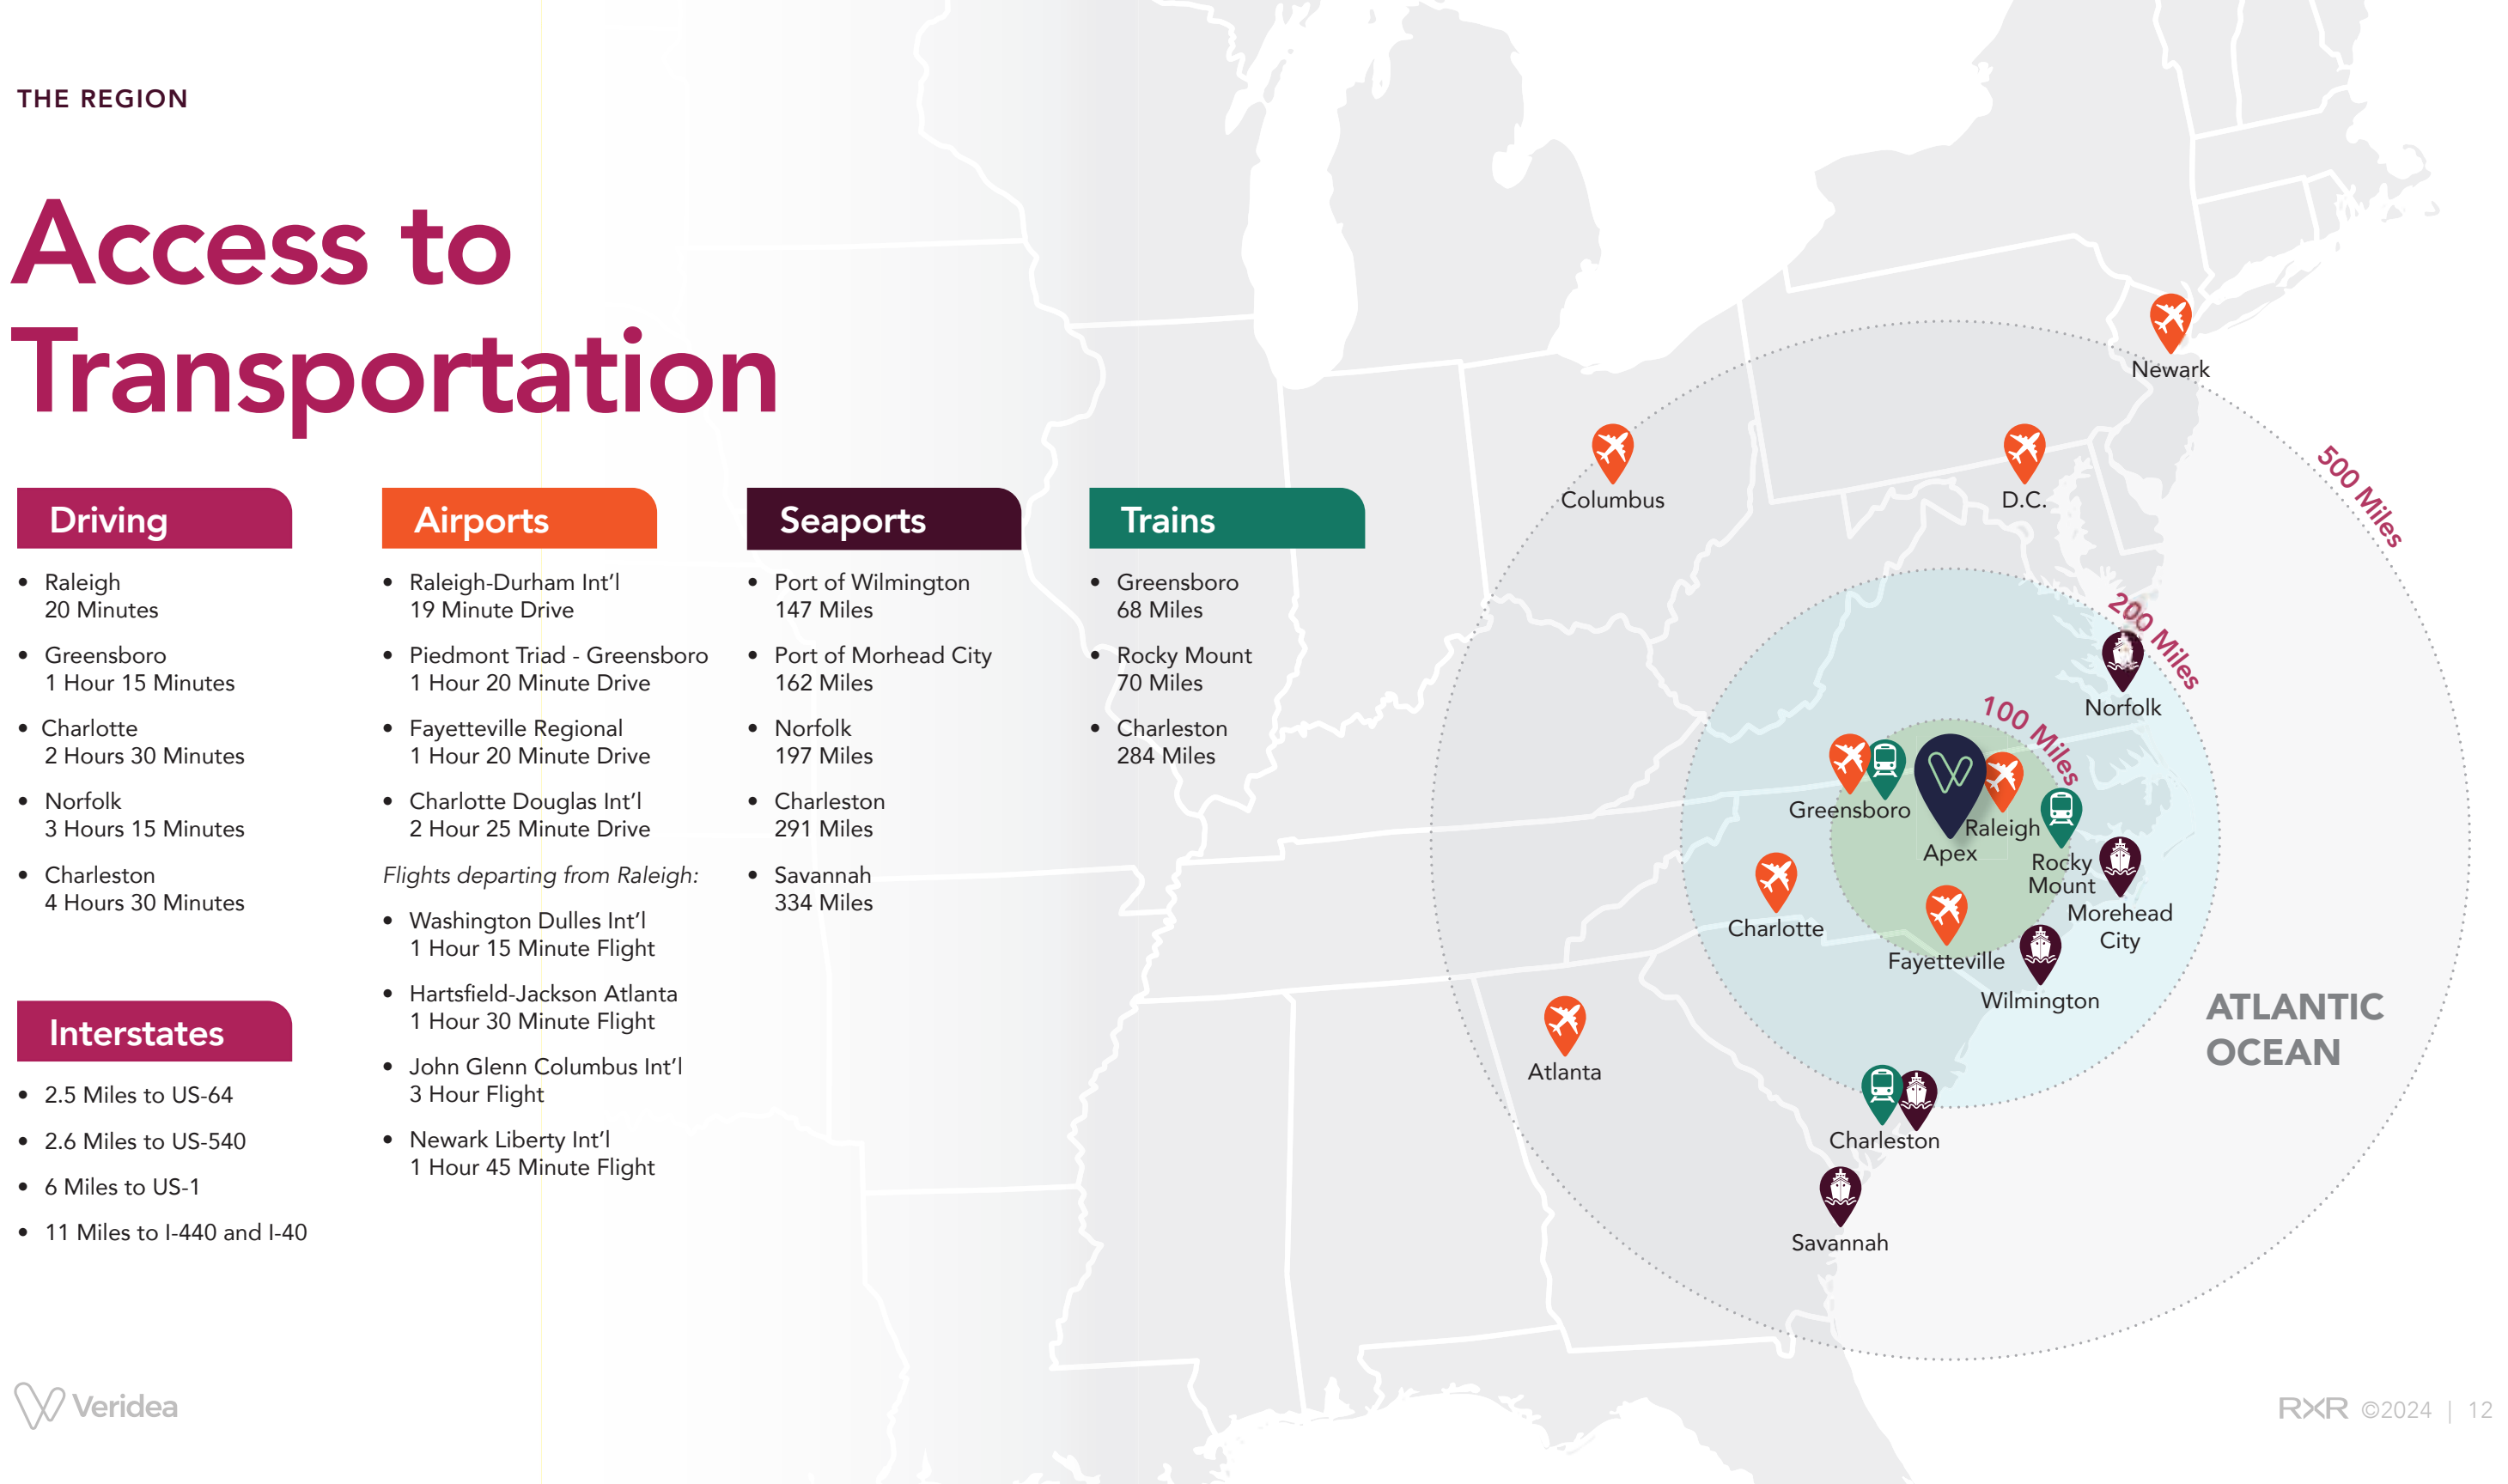 THE REGION
Access to
Transportation
Driving
• Raleigh
20 Minutes
• Greensboro
1 Hour 15 Minutes
• Charlotte
2 Hours 30 Minutes
• Norfolk
3 Hours 15 Minutes
• Charleston
4 Hours 30 Minutes
Interstates
• 2.5 Miles to US-64
• 2.6 Miles to US-540
• 6 Miles to US-1
• 11 Miles to I-440 and I-40
Airports
• Raleigh-Durham Int’l
19 Minute Drive
• Piedmont Triad - Greensboro
1 Hour 20 Minute Drive
• Fayetteville Regional
1 Hour 20 Minute Drive
• Charlotte Douglas Int’l
2 Hour 25 Minute Drive
Flights departing from Raleigh:
• Washington Dulles Int’l
1 Hour 15 Minute Flight
• Hartsfield-Jackson Atlanta
1 Hour 30 Minute Flight
• John Glenn Columbus Int’l
3 Hour Flight
• Newark Liberty Int’l
1 Hour 45 Minute Flight
Seaports
• Port of Wilmington
147 Miles
• Port of Morhead City
162 Miles
• Norfolk
197 Miles
• Charleston
291 Miles
• Savannah
334 Miles
Trains
• Greensboro
68 Miles
• Rocky Mount
70 Miles
• Charleston
284 Miles
Newark
Columbus
D.C.
500 Miles
200 Miles
Norfolk
100 Miles
Greensboro
Raleigh
Apex
Rocky
Mount
Morehead
City
Charlotte
Fayetteville
Wilmington
ATLANTIC
OCEAN
Atlanta
Charleston
Savannah
Veridea
RXR ©2024 | 12